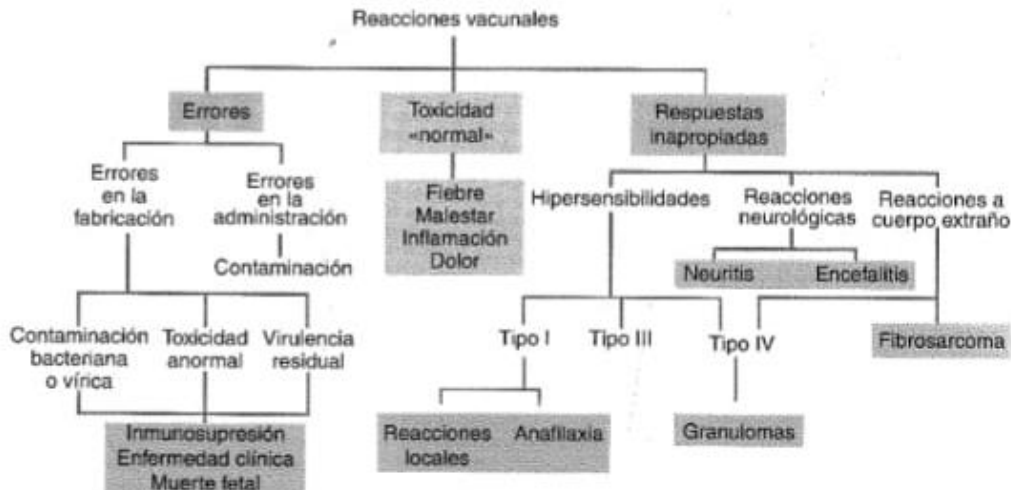 Reacciones vacunales
Errores
Toxicidad
«normal»
Respuestas
inapropiadas
Errores
en la
fabricación
Errores
en la
administración
Contaminación
Fiebre
Malestar
Inflamación
Dolor
Hipersensibilidades
Reacciones
neurológicas
Reacciones a
cuerpo extraño
Neuritis
Encefalitis
Contaminación
bacteriana
o vírica
Toxicidad
anormal
Virulencia
residual
Tipo I
Tipo III
Tipo IV
Fibrosarcoma
Inmunosupresión
Enfermedad clínica
Muerte fetal
Reacciones
locales
Anafilaxia
Granulomas